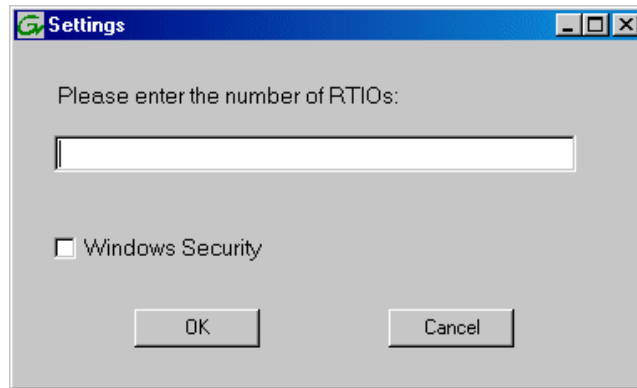 Settings
Please enter the number of RTIOs:
Windows Security
OK
Cancel